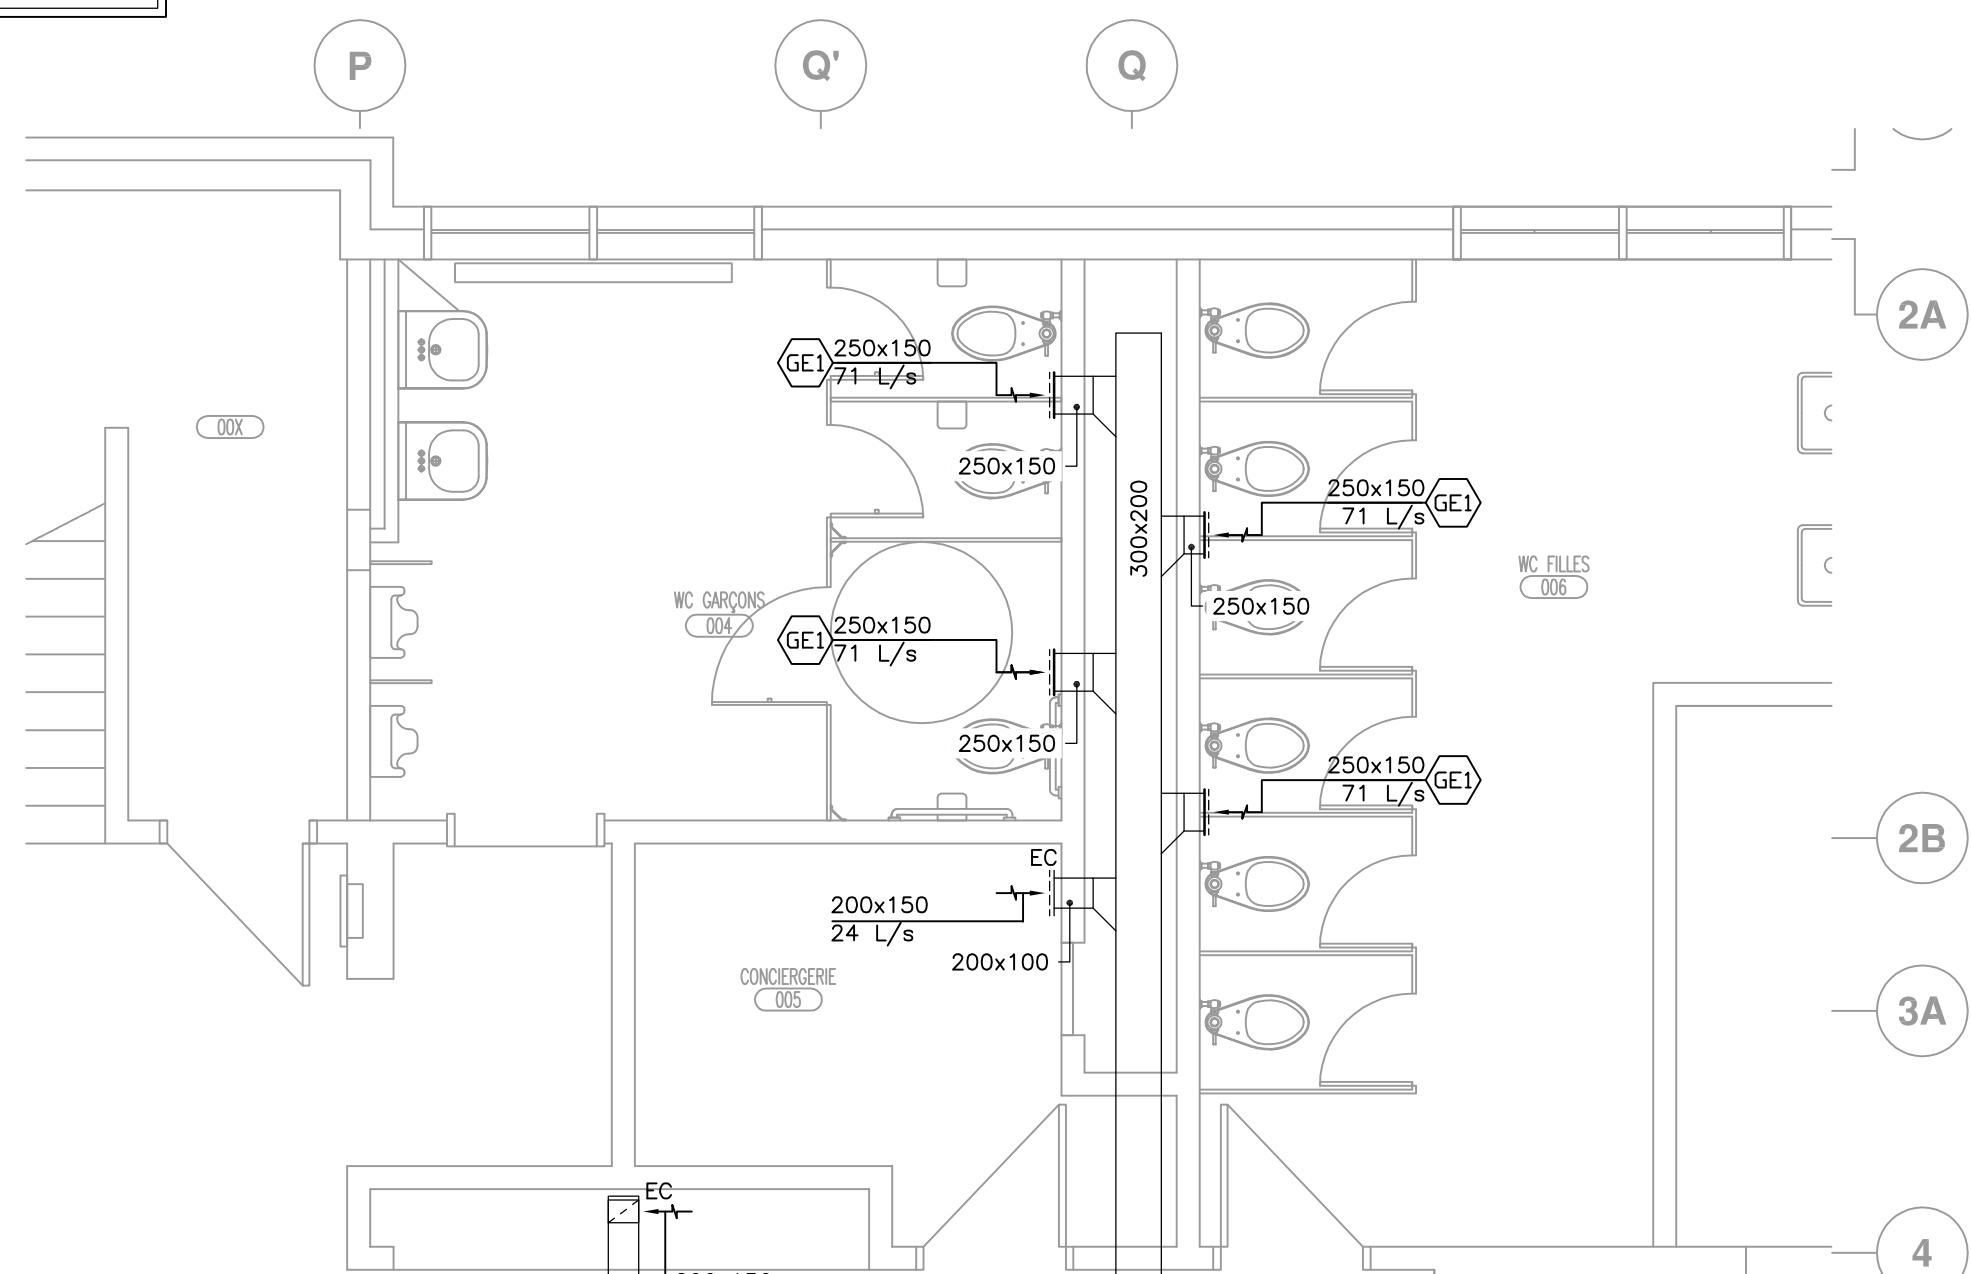 P
Q'
Q
2A
GE1
250x150
71 L/s
250x150
00X
300x200
250x150
71 L/s
GE1
WC FILLES
006
250x150
WC GARÇONS
004
GE1
250x150
71 L/s
250x150
250x150
71 L/s
GE1
2B
EC
200x150
24 L/s
200x100
CONCIERGERIE
005
3A
EC
4